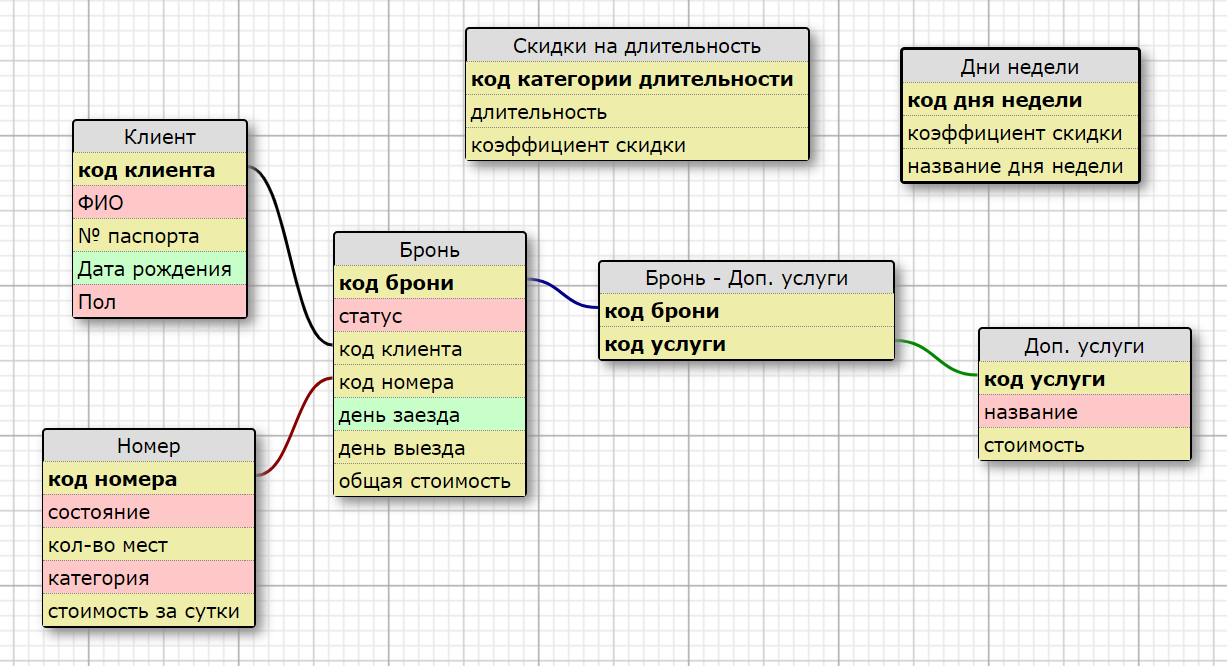 Скидки на длительность
код категории длительности
длительность
коэффициент скидки
Дни недели
код дня недели
коэффициент скидки
название дня недели
Клиент
код клиента
ФИО
№ паспорта
Дата рождения
Пол
Бронь
код брони
статус
код клиента
код номера
день заезда
день выезда
общая стоимость
Бронь - Доп. услуги
код брони
код услуги
Доп. услуги
код услуги
название
стоимость
Номер
код номера
состояние
кол-во мест
категория
стоимость за сутки